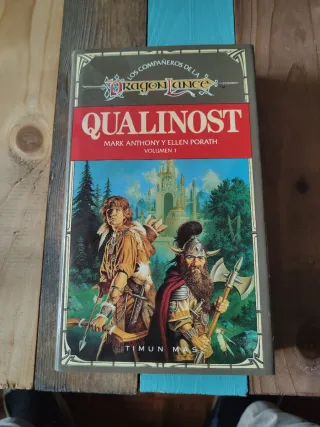 LOS COMPAÑEROS DE LA
DRAGONLANCE
QUALINOST
MARK ANTHONY Y ELLEN PORATH
VOLUMEN 1
TIMUN MAS